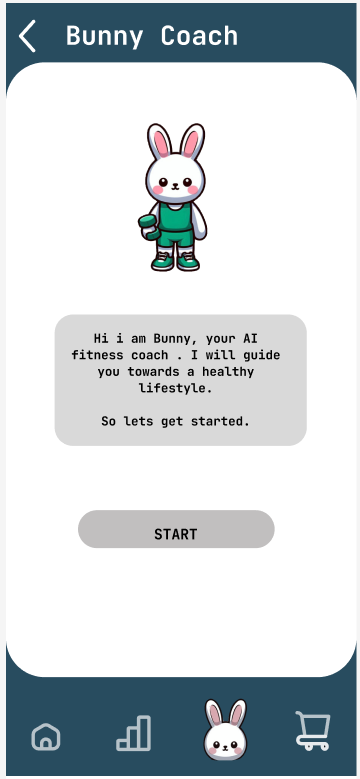 Bunny Coach
Hi i am Bunny, your AI
fitness coach . I will guide
you towards a healthy
lifestyle.
So lets get started.
START